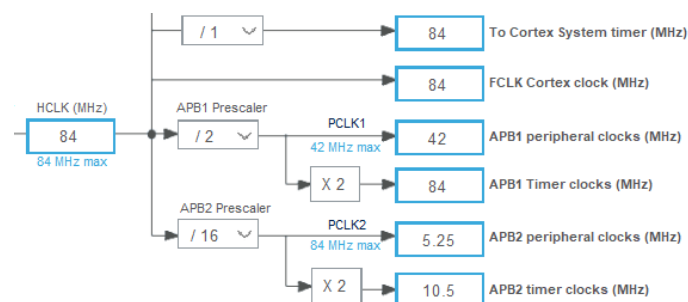 / 1
84
To Cortex System timer (MHz)
84
FCLK Cortex clock (MHz)
HCLK (MHz)
84
84 MHz max
APB1 Prescaler
/ 2
PCLK1
42 MHz max
42
APB1 peripheral clocks (MHz)
X 2
84
APB1 Timer clocks (MHz)
APB2 Prescaler
/ 16
PCLK2
84 MHz max
5.25
APB2 peripheral clocks (MHz)
X 2
10.5
APB2 timer clocks (MHz)